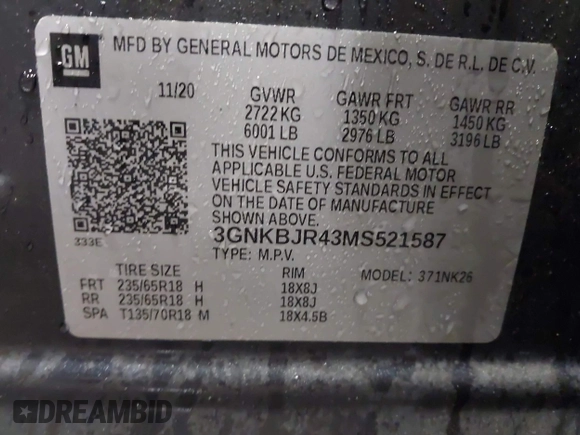 GM
MFD BY GENERAL MOTORS DE MEXICO, S. DE R.L. DE C.V.
11/20 GVWR GAWR FRT GAWR RR
2722 KG 1350 KG 1450 KG
6001 LB 2976 LB 3196 LB
THIS VEHICLE CONFORMS TO ALL
APPLICABLE U.S. FEDERAL MOTOR
VEHICLE SAFETY STANDARDS IN EFFECT
ON THE DATE OF MANUFACTURE
SHOWN ABOVE.
333E
3GNKBJR43MS521587
TYPE: M.P.V.
TIRE SIZE RIM MODEL: 371NK26
FRT 235/65R18 H 18X8J
RR 235/65R18 H 18X8J
SPA T135/70R18 M 18X4.5B
DREAMBID